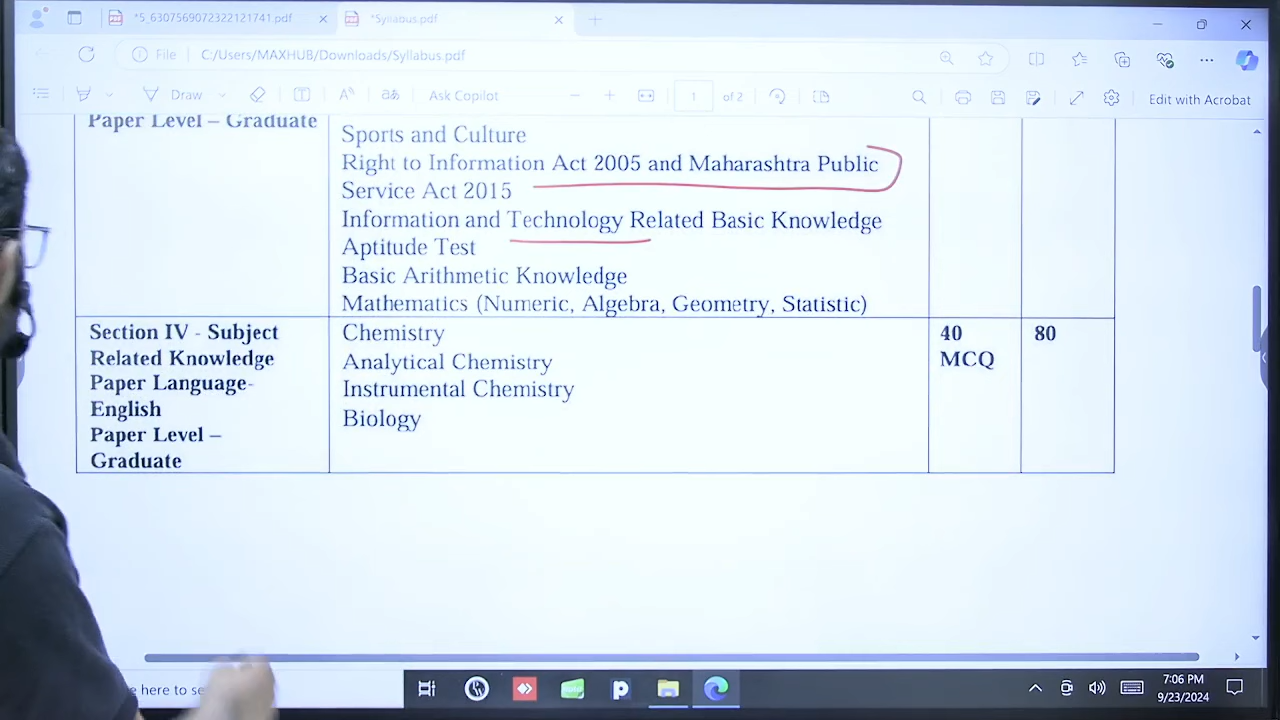 *5_6307569072322121741.pdf
*Syllabus.pdf
File
C:/Users/MAXHUB/Downloads/Syllabus.pdf
Draw
Ask Copilot
1
of 2
Edit with Acrobat
Paper Level – Graduate
Sports and Culture
Right to Information Act 2005 and Maharashtra Public
Service Act 2015
Information and Technology Related Basic Knowledge
Aptitude Test
Basic Arithmetic Knowledge
Mathematics (Numeric, Algebra, Geometry, Statistic)
Section IV - Subject
Related Knowledge
Paper Language-
English
Paper Level –
Graduate
Chemistry
Analytical Chemistry
Instrumental Chemistry
Biology
40
MCQ
80
here to
7:06 PM
9/23/2024